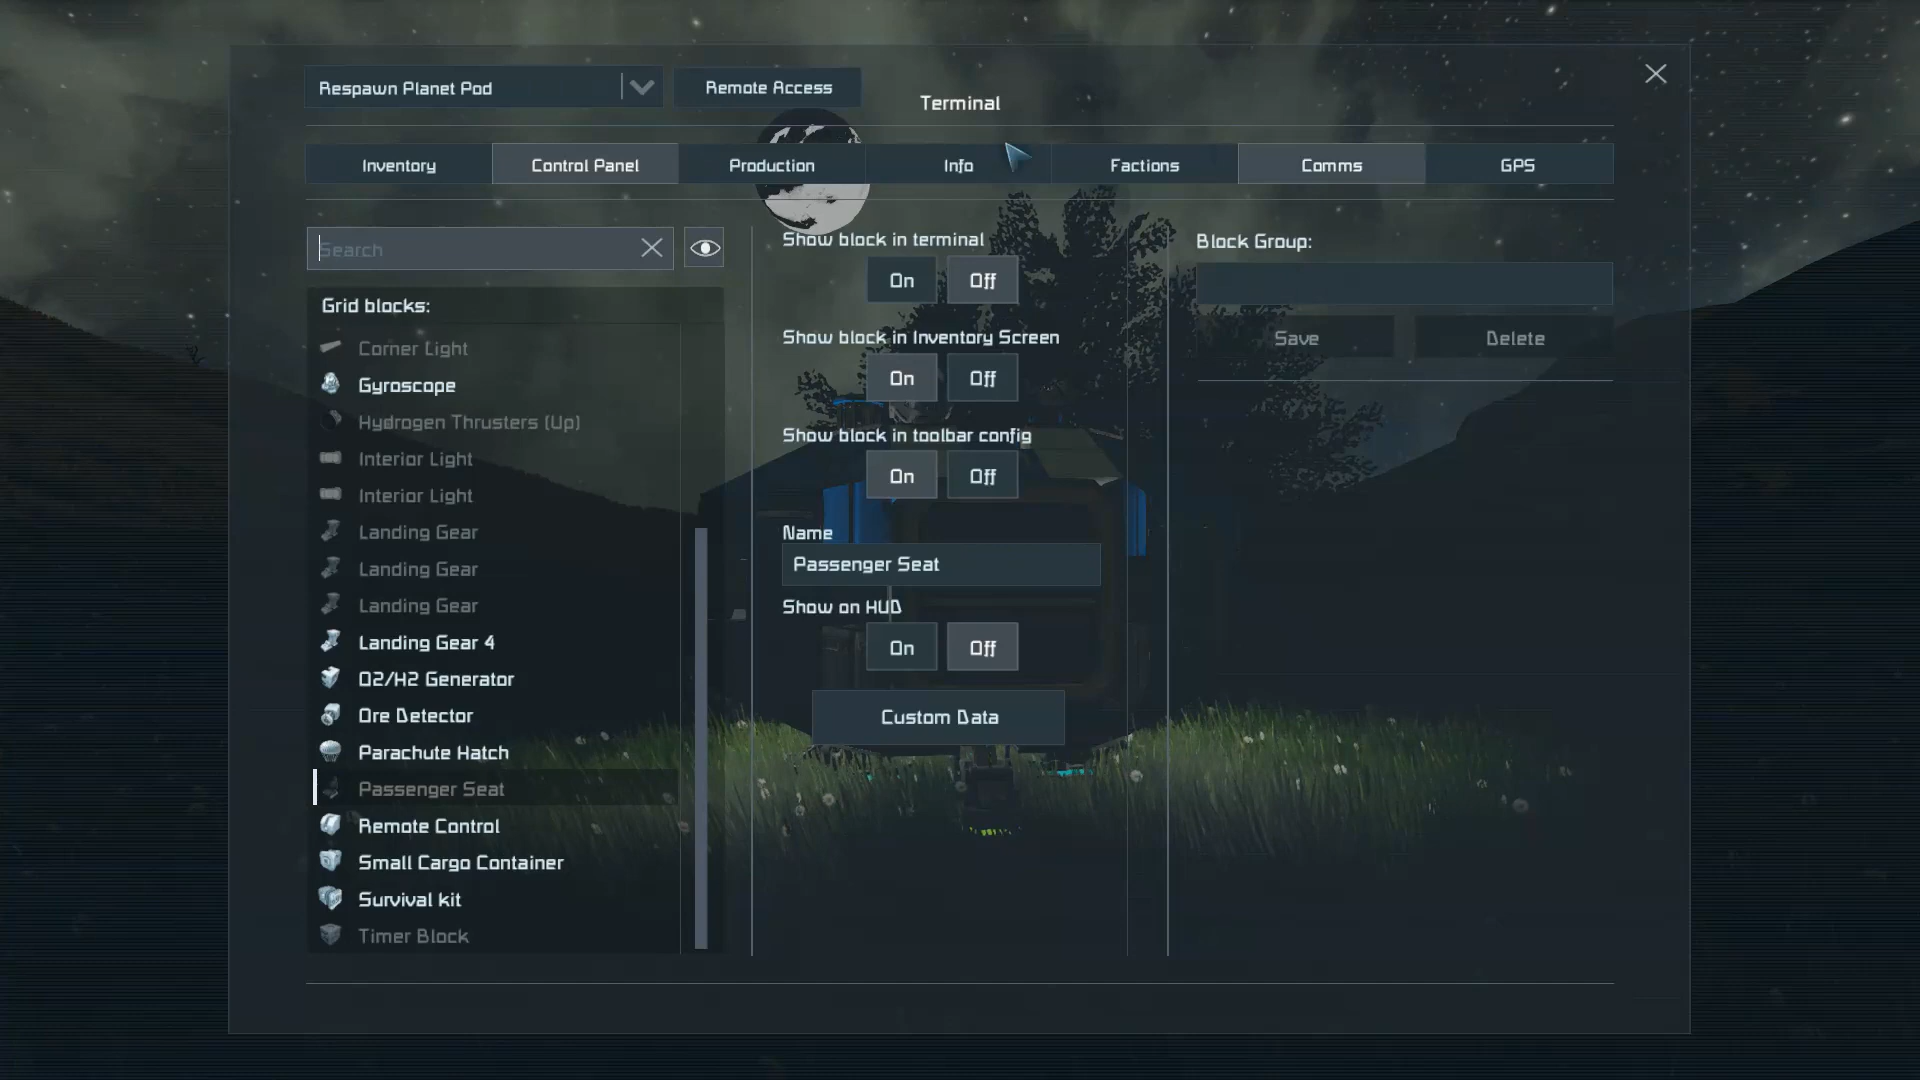 Respawn Planet Pod
Remote Access
Terminal
Inventory
Control Panel
Production
Info
Factions
Comms
GPS
Search
Grid blocks:
Corner Light
Gyroscope
Hydrogen Thrusters (Up)
Interior Light
Interior Light
Landing Gear
Landing Gear
Landing Gear
Landing Gear 4
O2/H2 Generator
Ore Detector
Parachute Hatch
Passenger Seat
Remote Control
Small Cargo Container
Survival kit
Timer Block
Show block in terminal
On Off
Show block in Inventory Screen
On Off
Show block in toolbar config
On Off
Name
Passenger Seat
Show on HUD
On Off
Custom Data
Block Group:
Save Delete